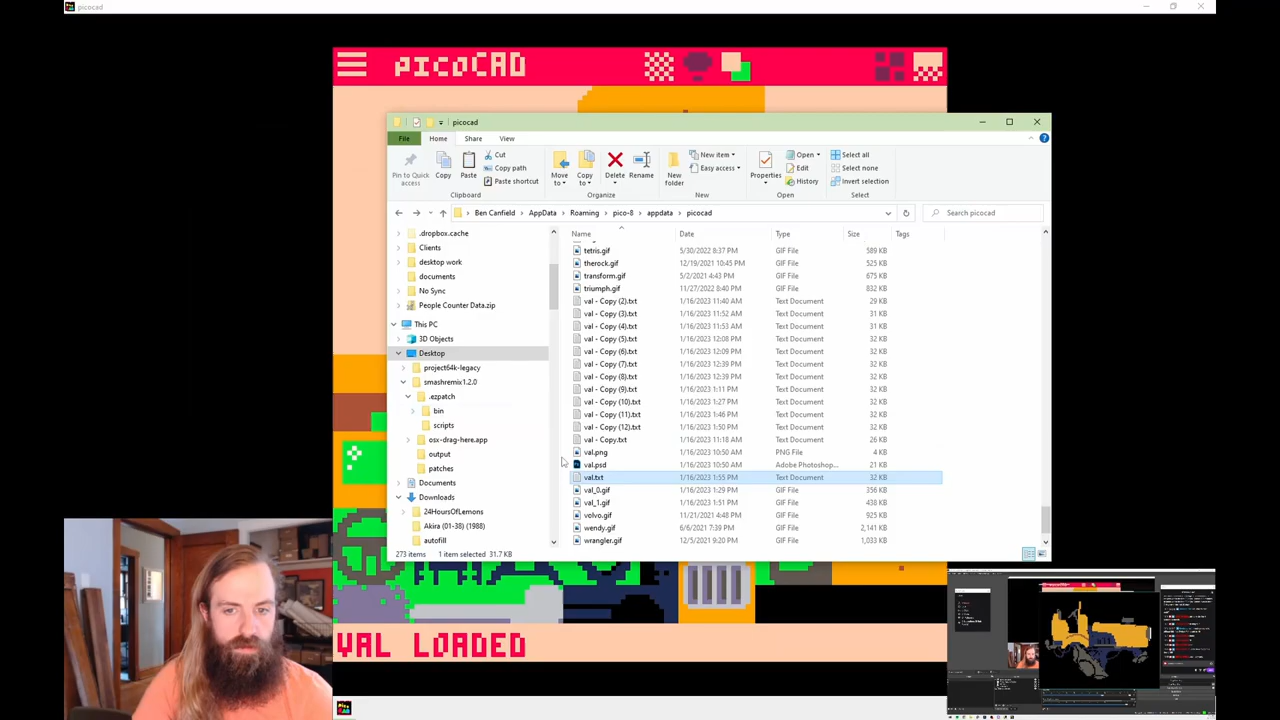 picocad
picoCAD
picocad
File
Home
Share
View
Pin to Quick access
Copy
Paste
Cut
Copy path
Paste shortcut
Clipboard
Move to
Copy to
Delete
Rename
Organize
New folder
New item
Easy access
New
Properties
Open
Edit
History
Open
Select all
Select none
Invert selection
Select
Ben Canfield
AppData
Roaming
pico-8
appdata
picocad
Search picocad
.dropbox.cache
Clients
desktop work
documents
No Sync
People Counter Data.zip
This PC
3D Objects
Desktop
project64k-legacy
smashremix1.2.0
.ezpatch
bin
scripts
osx-drag-here.app
output
patches
Documents
Downloads
24HoursOfLemons
Akira (01-38) (1988)
autofill
Name Date Type Size Tags
tetris.gif 5/30/2022 8:37 PM GIF File 589 KB
therock.gif 12/19/2021 10:45 PM GIF File 525 KB
transform.gif 5/2/2021 4:43 PM GIF File 675 KB
triumph.gif 11/27/2022 8:40 PM GIF File 832 KB
val - Copy (2).txt 1/16/2023 11:40 AM Text Document 29 KB
val - Copy (3).txt 1/16/2023 11:52 AM Text Document 31 KB
val - Copy (4).txt 1/16/2023 11:53 AM Text Document 31 KB
val - Copy (5).txt 1/16/2023 12:08 PM Text Document 32 KB
val - Copy (6).txt 1/16/2023 12:09 PM Text Document 32 KB
val - Copy (7).txt 1/16/2023 12:39 PM Text Document 32 KB
val - Copy (8).txt 1/16/2023 12:39 PM Text Document 32 KB
val - Copy (9).txt 1/16/2023 1:11 PM Text Document 32 KB
val - Copy (10).txt 1/16/2023 1:27 PM Text Document 32 KB
val - Copy (11).txt 1/16/2023 1:46 PM Text Document 32 KB
val - Copy (12).txt 1/16/2023 1:50 PM Text Document 32 KB
val - Copy.txt 1/16/2023 11:18 AM Text Document 26 KB
val.png 1/16/2023 10:50 AM PNG File 4 KB
val.psd 1/16/2023 10:50 AM Adobe Photoshop... 21 KB
val.txt 1/16/2023 1:55 PM Text Document 32 KB
val_0.gif 1/16/2023 1:29 PM GIF File 356 KB
val_1.gif 1/16/2023 1:51 PM GIF File 438 KB
volvo.gif 11/21/2021 4:48 PM GIF File 925 KB
wendy.gif 6/6/2021 7:39 PM GIF File 2,141 KB
wrangler.gif 12/5/2021 9:20 PM GIF File 1,033 KB
273 items 1 item selected 31.7 KB
VAL LOADED